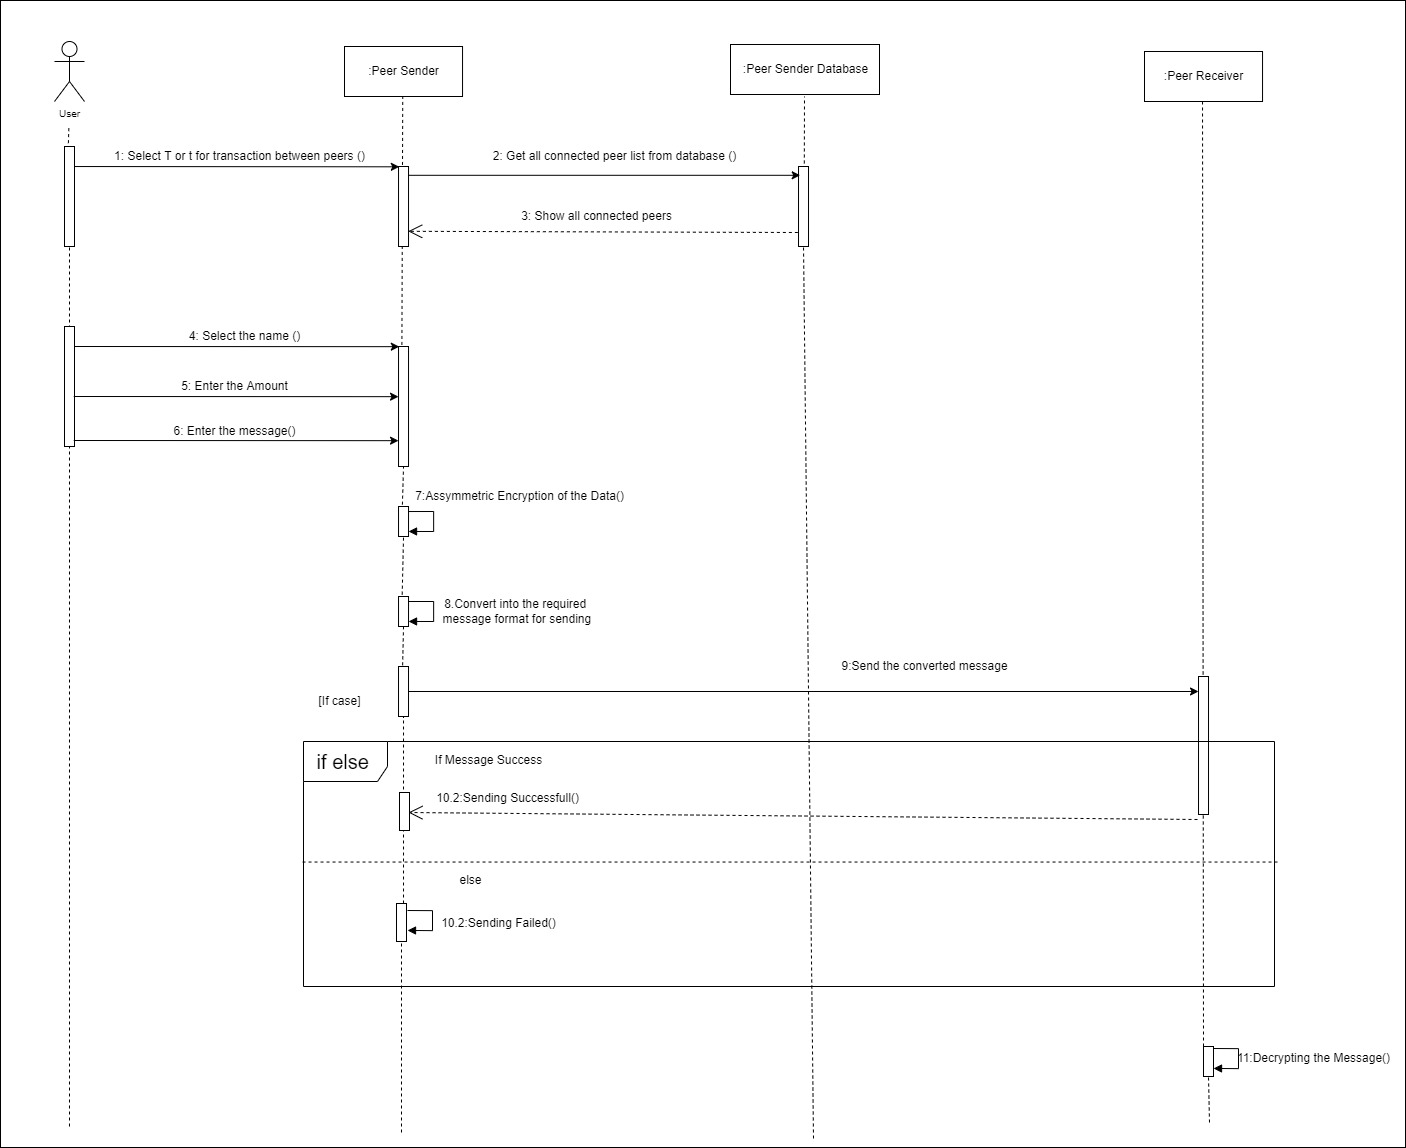 :Peer Sender
:Peer Sender Database
:Peer Receiver
User
1: Select T or t for transaction between peers ()
2: Get all connected peer list from database ()
3: Show all connected peers
4: Select the name ()
5: Enter the Amount
6: Enter the message()
7:Assymmetric Encryption of the Data()
8.Convert into the required
message format for sending
9:Send the converted message
[If case]
if else
If Message Success
10.2:Sending Successfull()
else
10.2:Sending Failed()
11:Decrypting the Message()